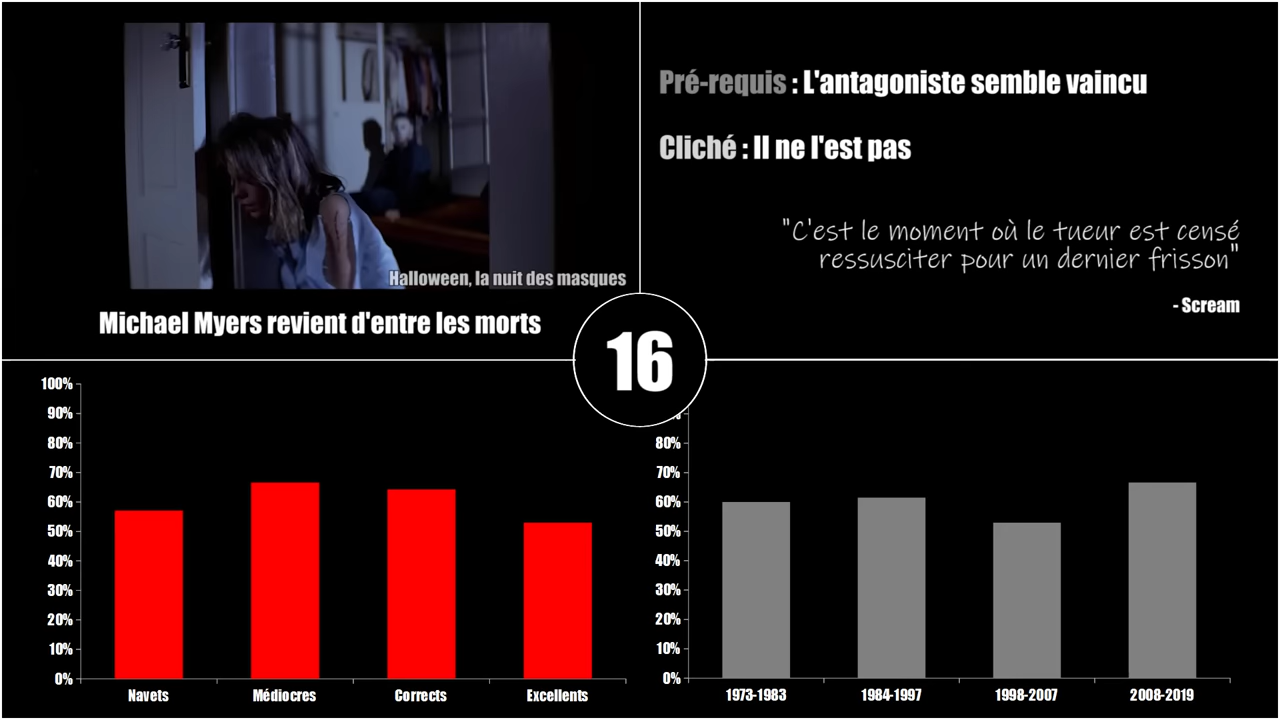 Halloween, la nuit des masques
Michael Myers revient d'entre les morts
Pré-requis : L'antagoniste semble vaincu
Cliché : Il ne l'est pas
"C'est le moment où le tueur est censé
ressusciter pour un dernier frisson"
- Scream
16
100%
90%
80%
70%
60%
50%
40%
30%
20%
10%
0%
Navets Médiocres Corrects Excellents
80%
70%
60%
50%
40%
30%
20%
10%
0%
1973-1983 1984-1997 1998-2007 2008-2019